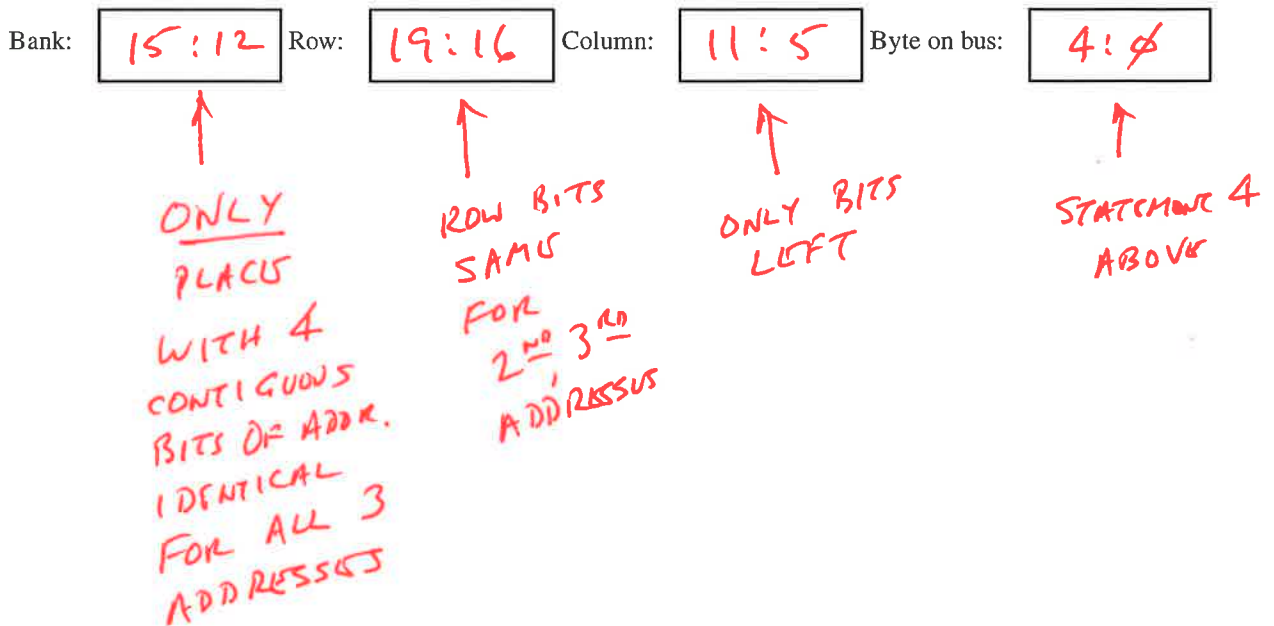 Bank: 15:12 Row: 19:16 Column: 11:5 Byte on bus: 4:0
ONLY
PLACE
WITH 4
CONTIGUOUS
BITS OF ADDR.
IDENTICAL
FOR ALL 3
ADDRESSES
ROW BITS
SAME
FOR
2ND, 3RD
ADDRESSES
ONLY BITS
LEFT
STATEMENT 4
ABOVE